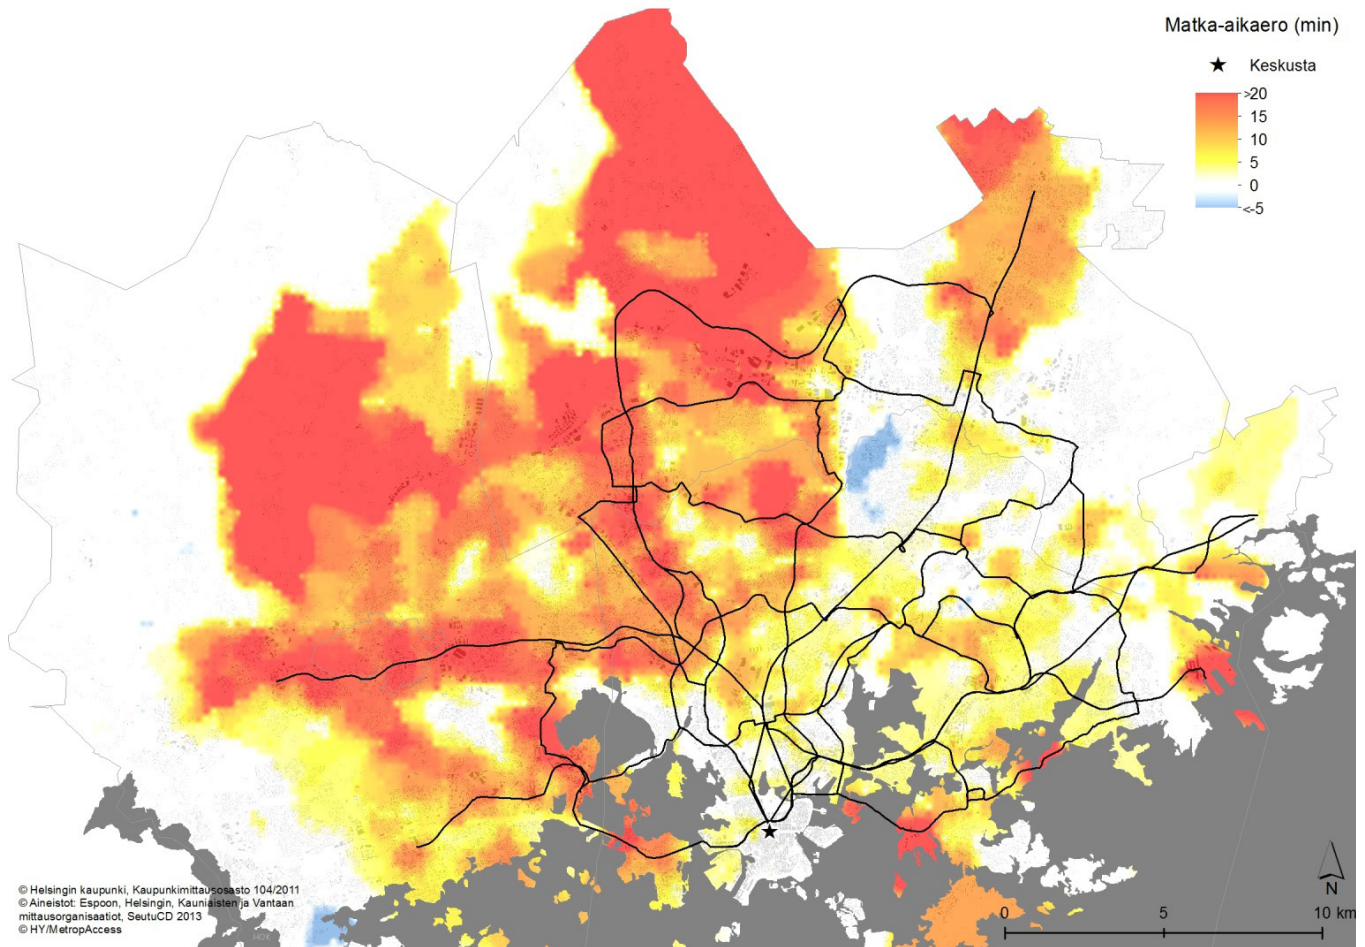 Matka-aikaero (min)
Keskusta
>20
15
10
5
0
<-5
© Helsingin kaupunki, Kaupunkimittausosasto 104/2011
© Aineistot: Espoon, Helsingin, Kauniaisten ja Vantaan
mittausorganisaatiot, SeutuCD 2013
© HY/MetropAccess
N
0 5 10 km